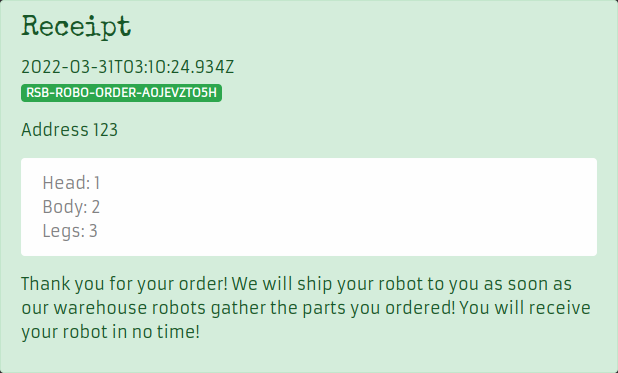 Receipt
2022-03-31T03:10:24.934Z
RSB-ROBO-ORDER-A0JEVZTO5H
Address 123
Head: 1
Body: 2
Legs: 3
Thank you for your order! We will ship your robot to you as soon as
our warehouse robots gather the parts you ordered! You will receive
your robot in no time!